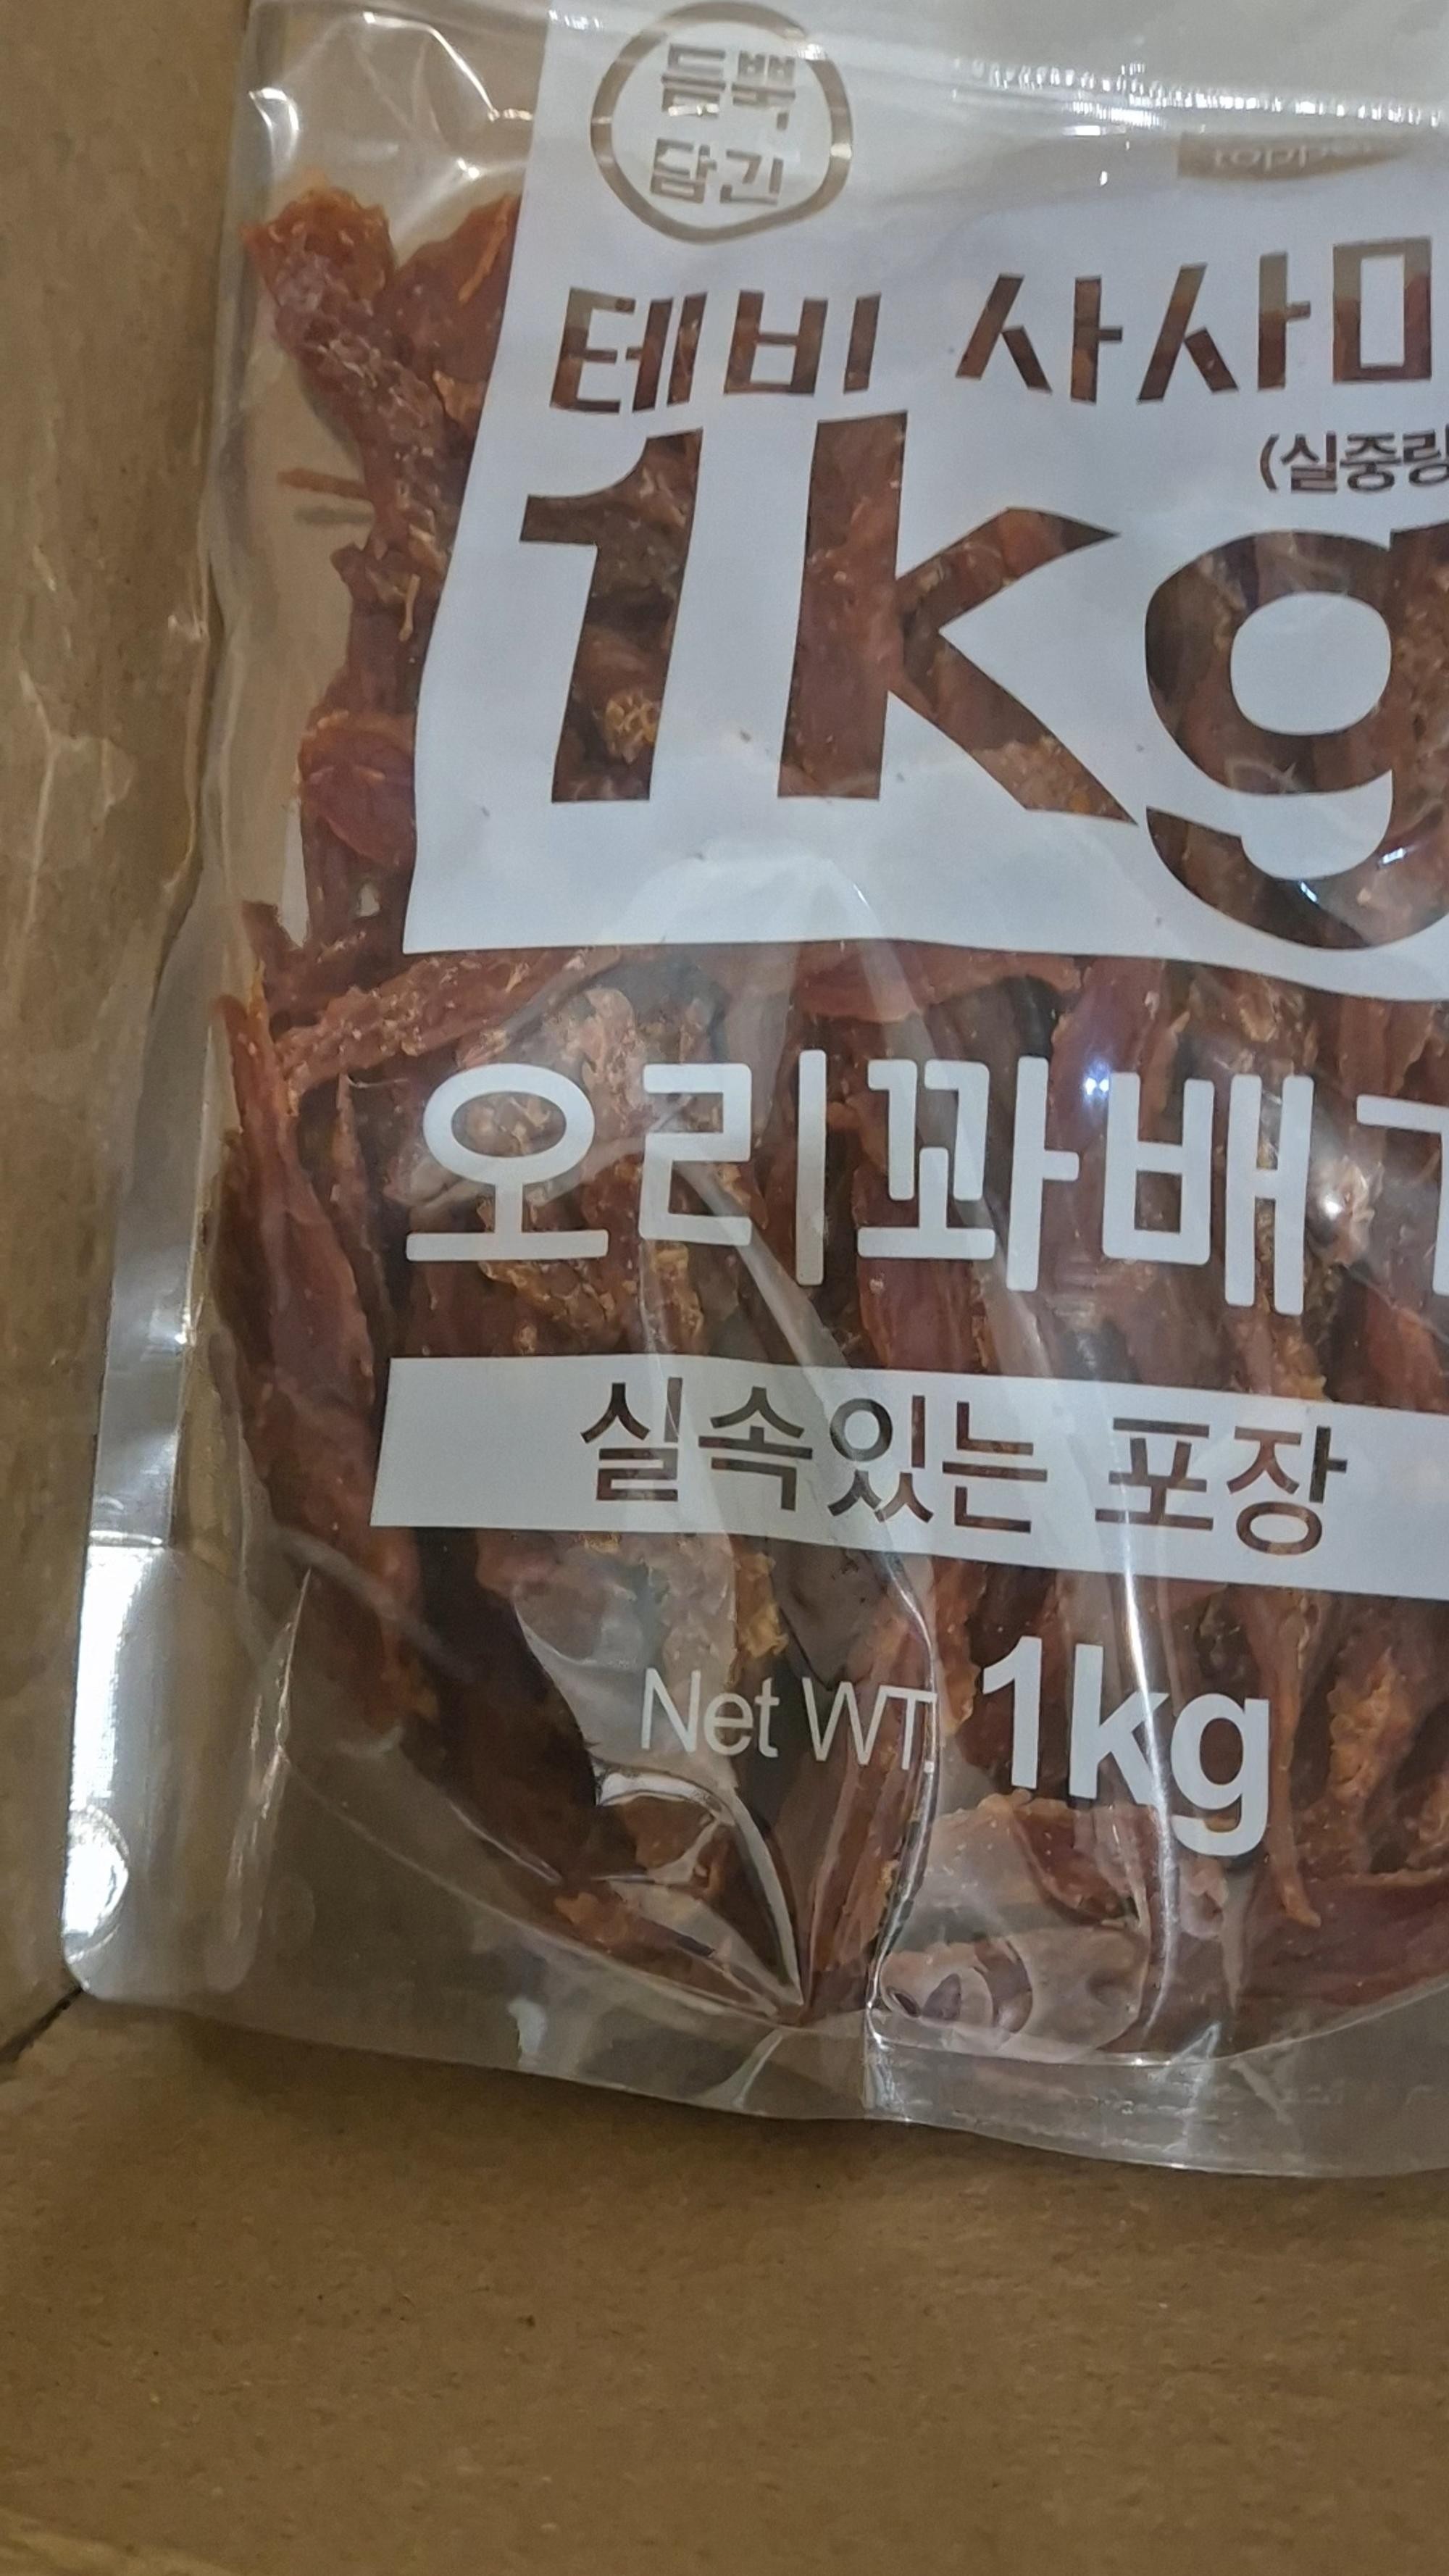 듬뿍
담긴
테비 사사미
1kg
(실중량
오리꽈배기
실속있는 포장
Net WT. 1kg